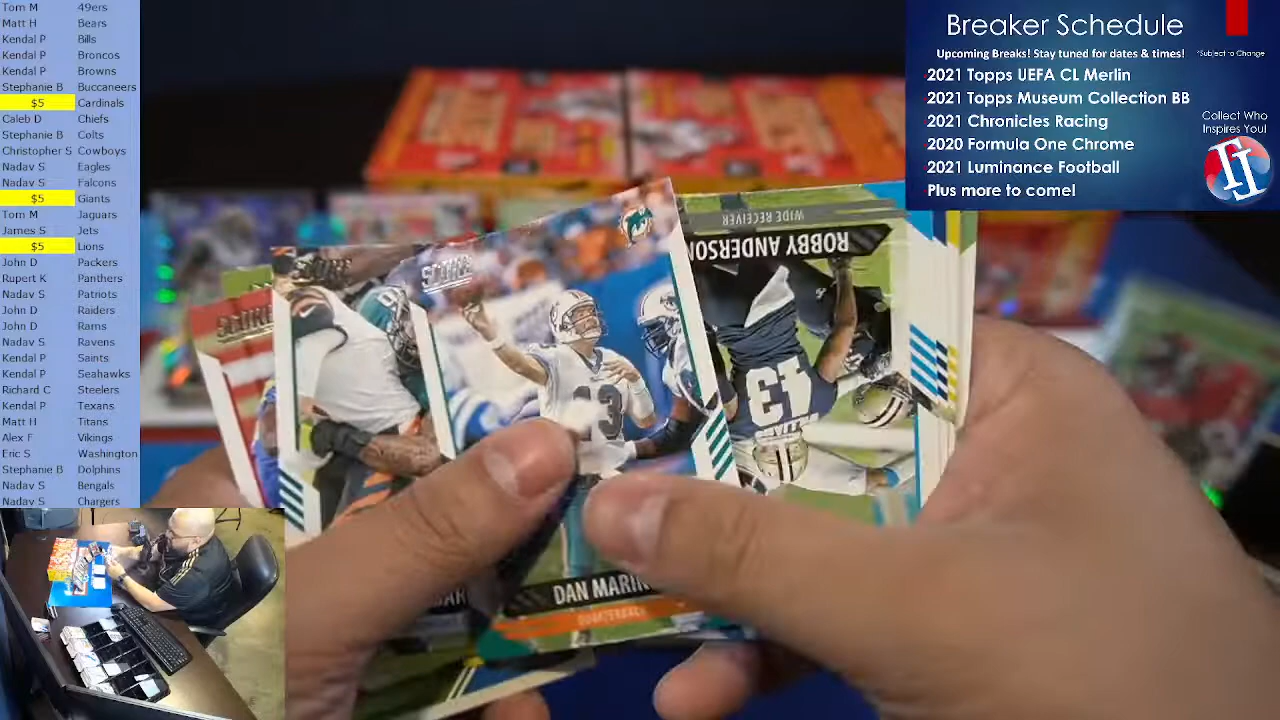 Tom M 49ers
Matt H Bears
Kendal P Bills
Kendal P Broncos
Kendal P Browns
Stephanie B Buccaneers
$5 Cardinals
Caleb D Chiefs
Stephanie B Colts
Christopher S Cowboys
Nadav S Eagles
Nadav S Falcons
$5 Giants
Tom M Jaguars
James S Jets
$5 Lions
John D Packers
Rupert K Panthers
Nadav S Patriots
John D Raiders
John D Rams
Nadav S Ravens
Kendal P Saints
Kendal P Seahawks
Richard C Steelers
Kendal P Texans
Matt H Titans
Alex F Vikings
Eric S Washington
Stephanie B Dolphins
Nadav S Bengals
Nadav S Chargers
Breaker Schedule
Upcoming Breaks! Stay tuned for dates & times!
*Subject to Change
2021 Topps UEFA CL Merlin
2021 Topps Museum Collection BB
2021 Chronicles Racing
2020 Formula One Chrome
2021 Luminance Football
Plus more to come!
Collect Who
Inspires You!
SCORE
SCORE
SCORE
WIDE RECEIVER
ROBBY ANDERSON
13
43
DAN MARIN
QUARTERBACK